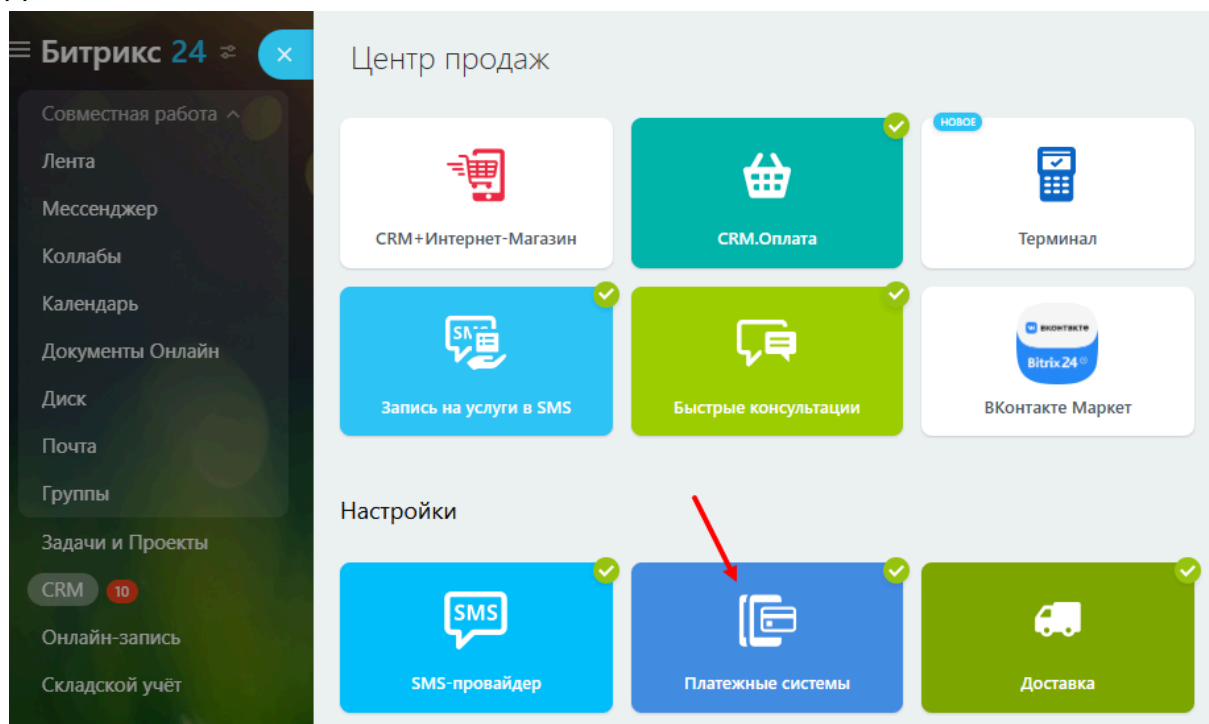 Битрикс 24
Совместная работа
Лента
Мессенджер
Коллабы
Календарь
Документы Онлайн
Диск
Почта
Группы
Задачи и Проекты
CRM 10
Онлайн-запись
Складской учёт
Центр продаж
CRM+Интернет-Магазин
CRM.Оплата
НОВОЕ
Терминал
SMS
Запись на услуги в SMS
Быстрые консультации
ВКОНТАКТЕ
Bitrix24
ВКонтакте Маркет
Настройки
SMS
SMS-провайдер
Платежные системы
Доставка